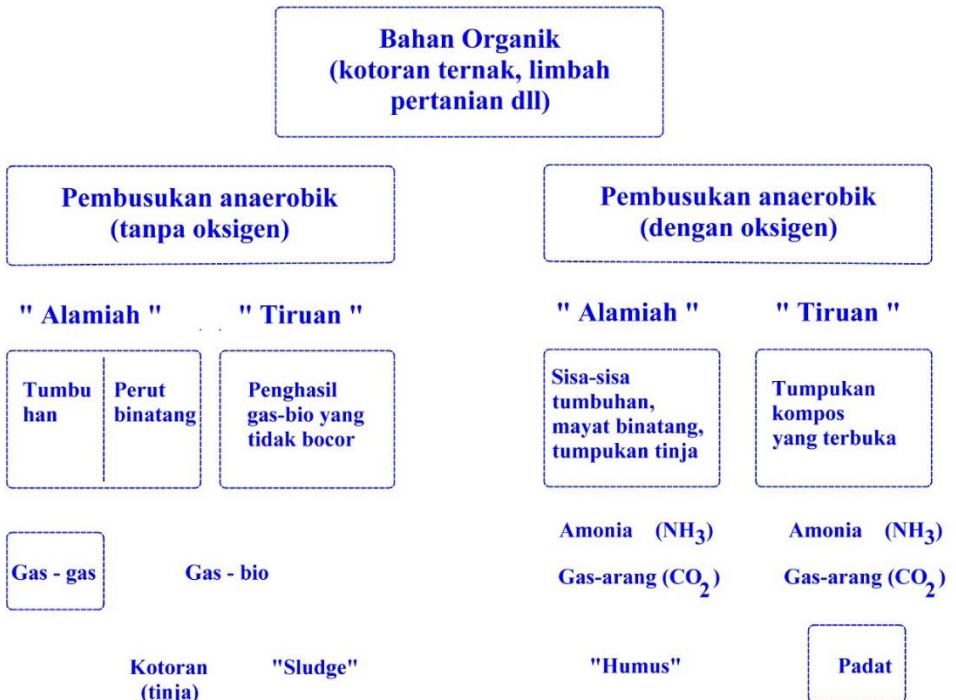 Bahan Organik
(kotoran ternak, limbah
pertanian dll)
Pembusukan anaerobik
(tanpa oksigen)
Pembusukan anaerobik
(dengan oksigen)
" Alamiah "
" Tiruan "
" Alamiah "
" Tiruan "
Tumbu
han
Perut
binatang
Penghasil
gas-bio yang
tidak bocor
Sisa-sisa
tumbuhan,
mayat binatang,
tumpukan tinja
Tumpukan
kompos
yang terbuka
Gas - gas
Gas - bio
Amonia (NH3)
Gas-arang (CO2)
Amonia (NH3)
Gas-arang (CO2)
Kotoran
(tinja)
"Sludge"
"Humus"
Padat